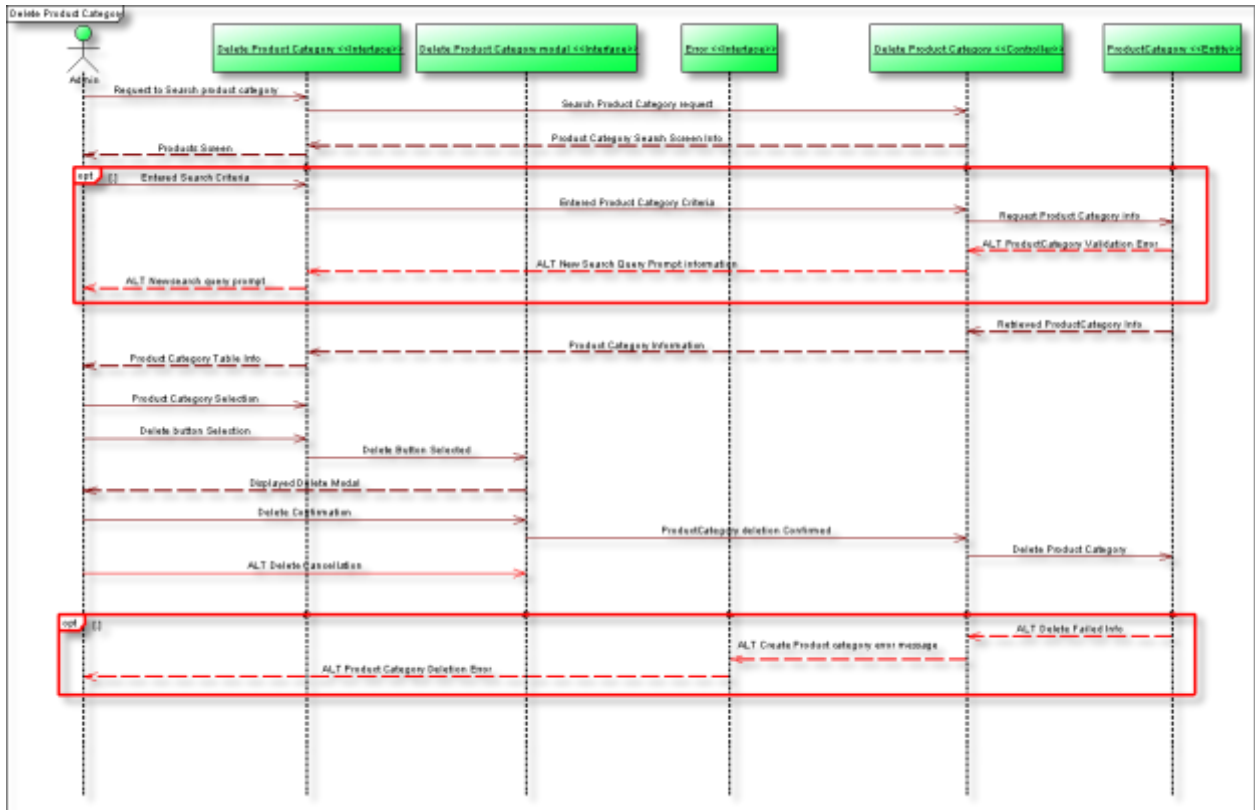 Delete Product Category
Delete Product Category <<Interface>>
Delete Product Category modal <<Interface>>
Error <<Interface>>
Delete Product Category <<Controller>>
ProductCategory <<Entity>>
Admin
Request to Search product category
Search Product Category request
Product Category Search Screen Info
Products Screen
opt
[ ]
Entered Search Criteria
Entered Product Category Criteria
Request Product Category info
ALT ProductCategory Validation Error
ALT New Search Query Prompt information
ALT New search query prompt
Retrieved ProductCategory Info
Product Category Information
Product Category Table Info
Product Category Selection
Delete button Selection
Delete Button Selected
Displayed Delete Modal
Delete Confirmation
ProductCategory deletion Confirmed
Delete Product Category
ALT Delete Cancellation
opt
[ ]
ALT Delete Failed Info
ALT Create Product category error message
ALT Product Category Deletion Error